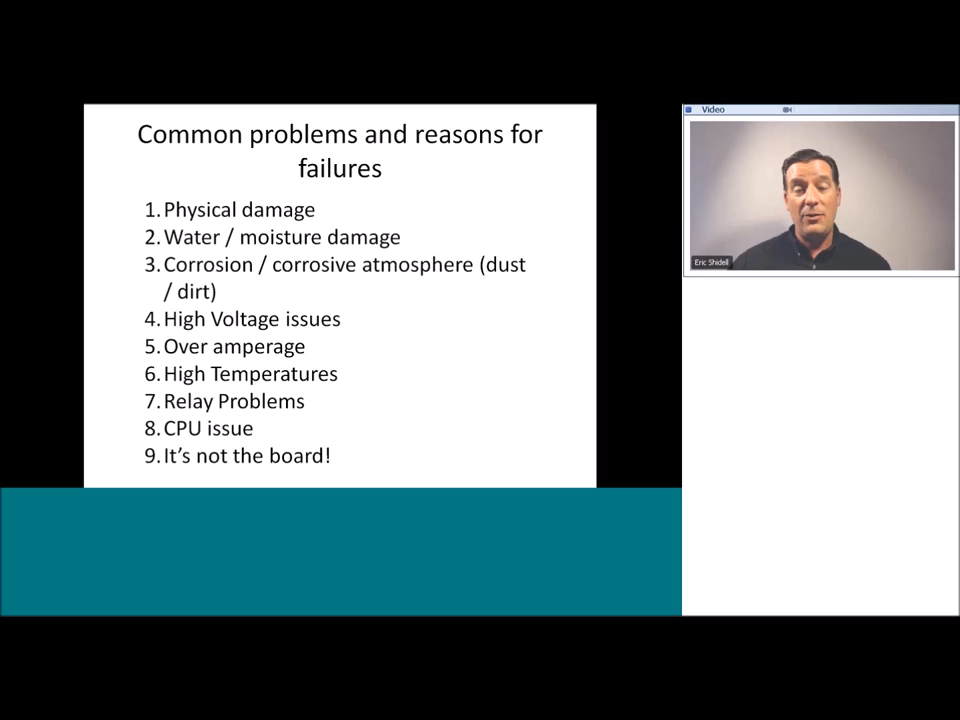 Common problems and reasons for
failures
1. Physical damage
2. Water / moisture damage
3. Corrosion / corrosive atmosphere (dust
/ dirt)
4. High Voltage issues
5. Over amperage
6. High Temperatures
7. Relay Problems
8. CPU issue
9. It’s not the board!
Video
Eric Shidell